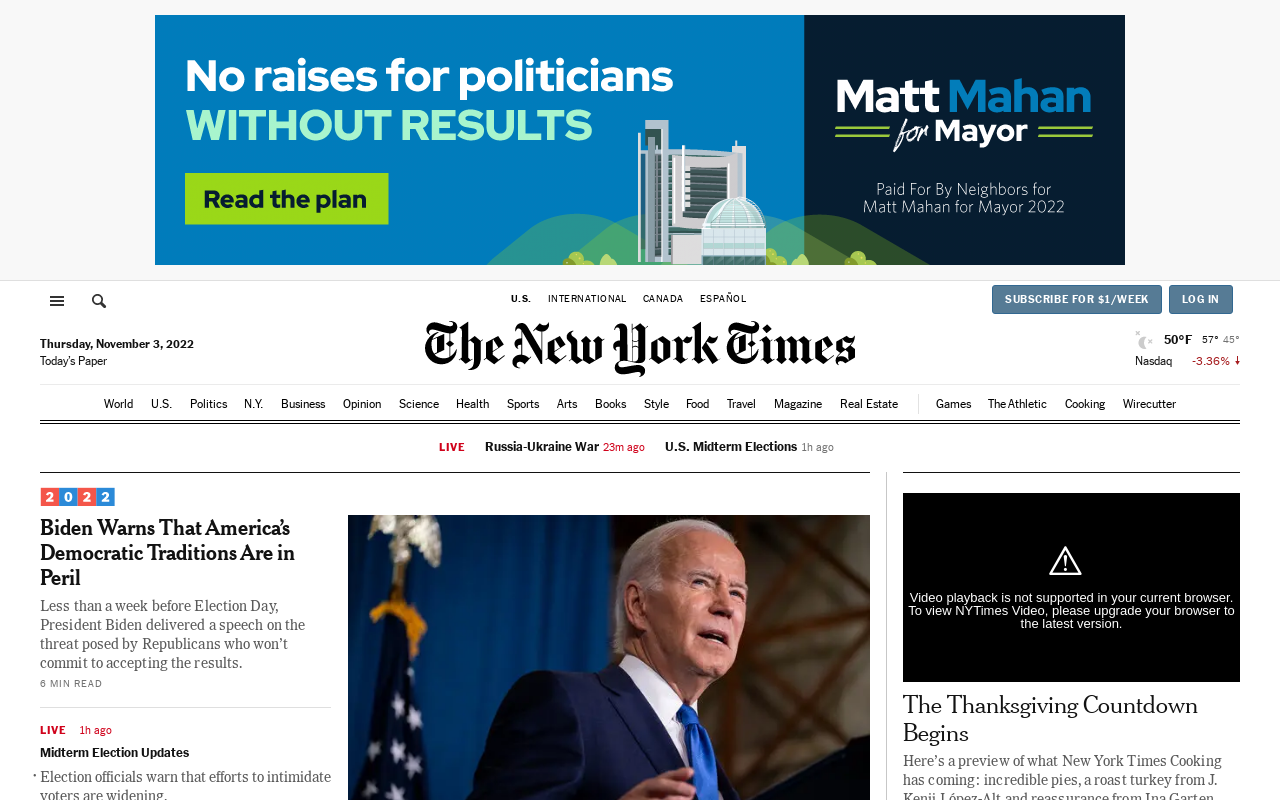 No raises for politicians
WITHOUT RESULTS
Read the plan
Matt Mahan
for Mayor
Paid For By Neighbors for
Matt Mahan for Mayor 2022
U.S. INTERNATIONAL CANADA ESPAÑOL
SUBSCRIBE FOR $1/WEEK LOG IN
The New York Times
Thursday, November 3, 2022
Today's Paper
50°F 57° 45°
Nasdaq -3.36% ↓
World U.S. Politics N.Y. Business Opinion Science Health Sports Arts Books Style Food Travel Magazine Real Estate Games The Athletic Cooking Wirecutter
LIVE Russia-Ukraine War 23m ago U.S. Midterm Elections 1h ago
2022
Biden Warns That America’s
Democratic Traditions Are in
Peril
Less than a week before Election Day,
President Biden delivered a speech on the
threat posed by Republicans who won’t
commit to accepting the results.
6 MIN READ
LIVE 1h ago
Midterm Election Updates
· Election officials warn that efforts to intimidate
voters are widening.
Video playback is not supported in your current browser.
To view NYTimes Video, please upgrade your browser to
the latest version.
The Thanksgiving Countdown
Begins
Here’s a preview of what New York Times Cooking
has coming: incredible pies, a roast turkey from J.
Kenji López-Alt and reassurance from Ina Garten